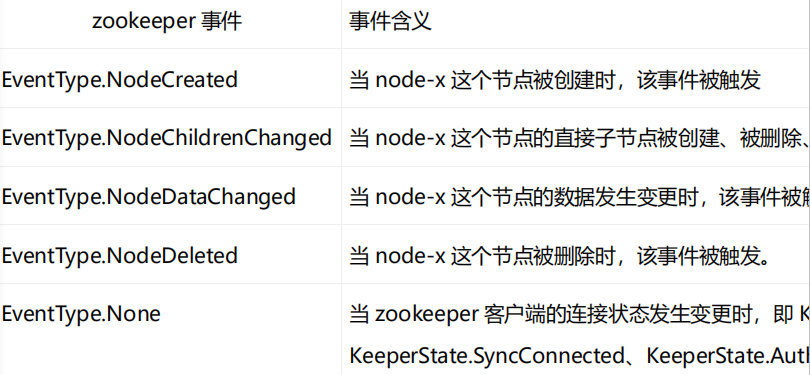 zookeeper 事件 事件含义
EventType.NodeCreated 当 node-x 这个节点被创建时，该事件被触发
EventType.NodeChildrenChanged 当 node-x 这个节点的直接子节点被创建、被删除、
EventType.NodeDataChanged 当 node-x 这个节点的数据发生变更时，该事件被触
EventType.NodeDeleted 当 node-x 这个节点被删除时，该事件被触发。
EventType.None 当 zookeeper 客户端的连接状态发生变更时，即 K
KeeperState.SyncConnected、KeeperState.Auth